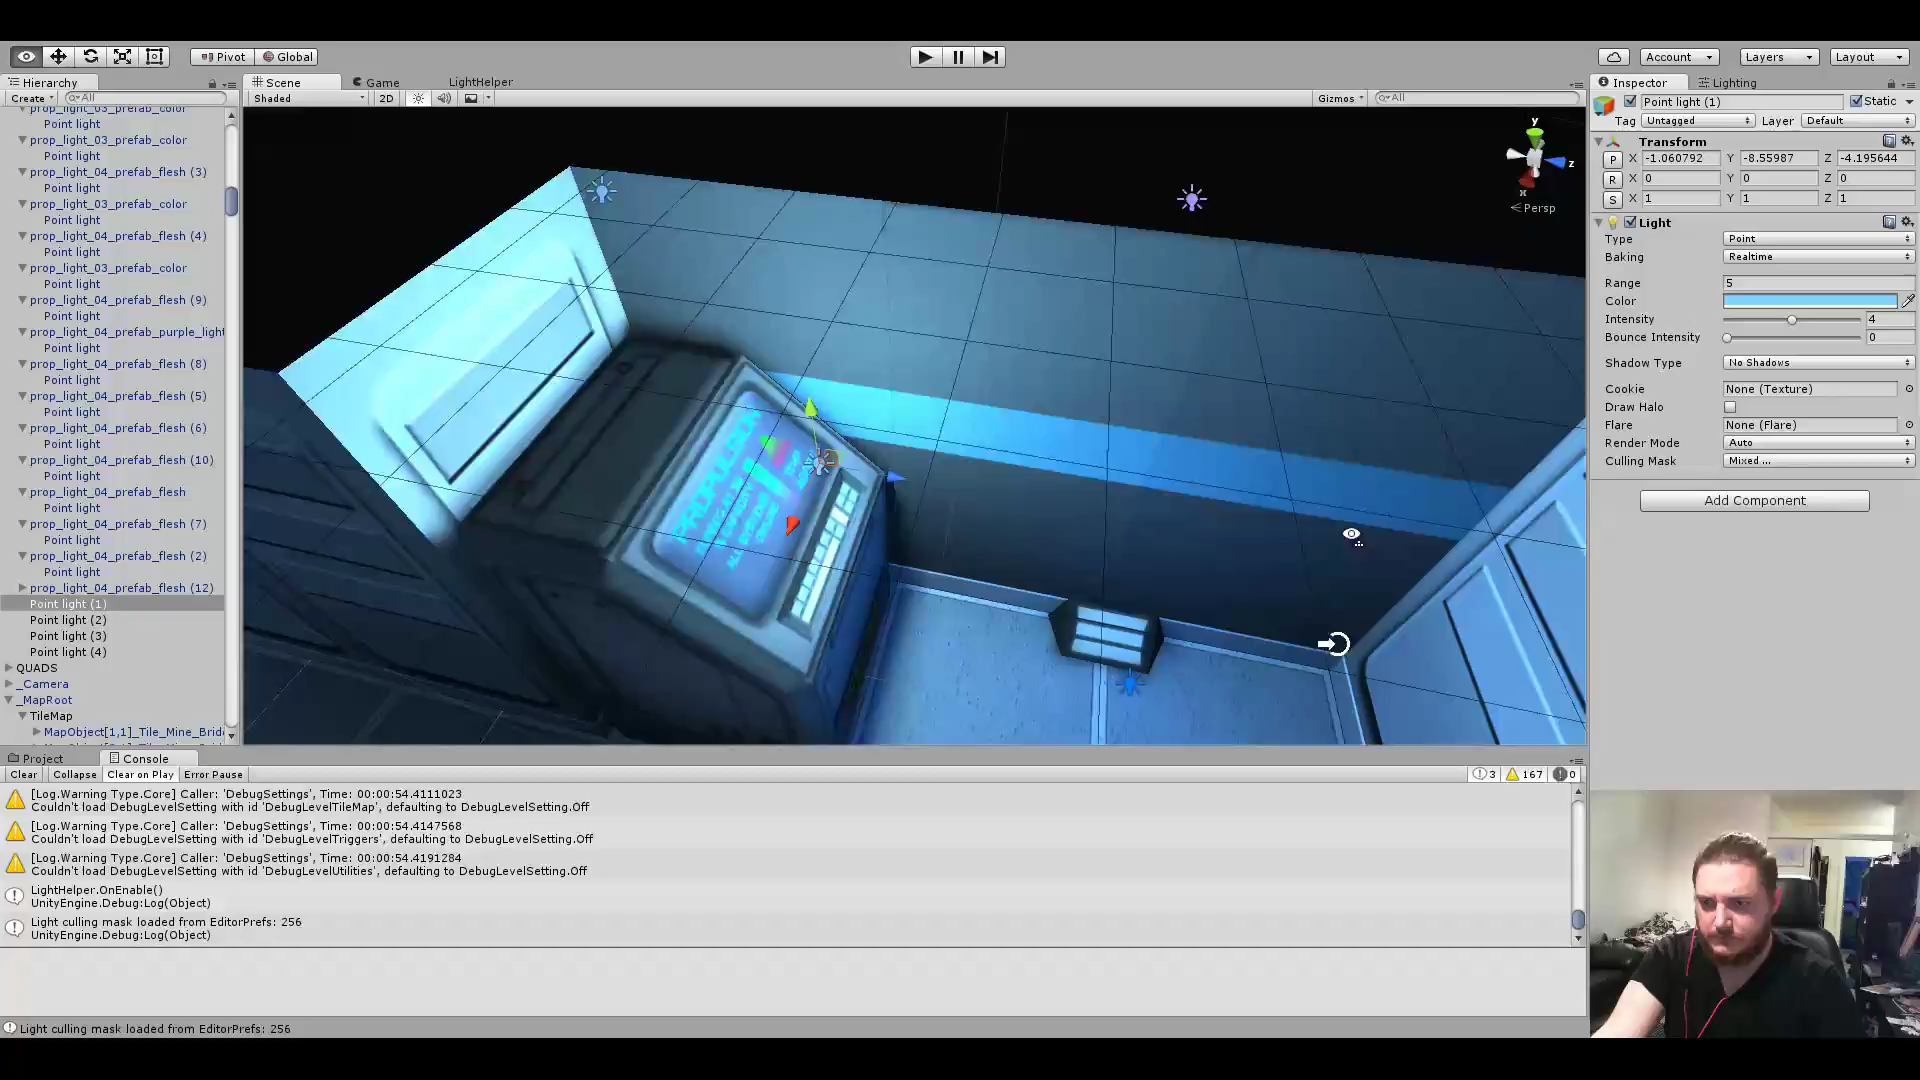 Pivot Global Account Layers Layout
Hierarchy Scene Game LightHelper Inspector Lighting
Create All Shaded 2D Gizmos All Point light (1) Static
Tag Untagged Layer Default
prop_light_03_prefab_color
Point light
prop_light_03_prefab_color
Point light
prop_light_04_prefab_flesh (3)
Point light
prop_light_03_prefab_color
Point light
prop_light_04_prefab_flesh (4)
Point light
prop_light_03_prefab_color
Point light
prop_light_04_prefab_flesh (9)
Point light
prop_light_04_prefab_purple_light
Point light
prop_light_04_prefab_flesh (8)
Point light
prop_light_04_prefab_flesh (5)
Point light
prop_light_04_prefab_flesh (6)
Point light
prop_light_04_prefab_flesh (10)
Point light
prop_light_04_prefab_flesh
Point light
prop_light_04_prefab_flesh (7)
Point light
prop_light_04_prefab_flesh (2)
Point light
prop_light_04_prefab_flesh (12)
Point light (1)
Point light (2)
Point light (3)
Point light (4)
QUADS
_Camera
_MapRoot
TileMap
MapObject[1,1]_Tile_Mine_Brid
y
z
x
Persp
PROPULSION
Transform
P X -1.060792 Y -8.55987 Z -4.195644
R X 0 Y 0 Z 0
S X 1 Y 1 Z 1
Light
Type Point
Baking Realtime
Range 5
Color
Intensity 4
Bounce Intensity 0
Shadow Type No Shadows
Cookie None (Texture)
Draw Halo
Flare None (Flare)
Render Mode Auto
Culling Mask Mixed ...
Add Component
Project Console
Clear Collapse Clear on Play Error Pause 3 167 0
[Log.Warning Type.Core] Caller: 'DebugSettings', Time: 00:00:54.4111023
Couldn't load DebugLevelSetting with id 'DebugLevelTileMap', defaulting to DebugLevelSetting.Off
[Log.Warning Type.Core] Caller: 'DebugSettings', Time: 00:00:54.4147568
Couldn't load DebugLevelSetting with id 'DebugLevelTriggers', defaulting to DebugLevelSetting.Off
[Log.Warning Type.Core] Caller: 'DebugSettings', Time: 00:00:54.4191284
Couldn't load DebugLevelSetting with id 'DebugLevelUtilities', defaulting to DebugLevelSetting.Off
LightHelper.OnEnable()
UnityEngine.Debug:Log(Object)
Light culling mask loaded from EditorPrefs: 256
UnityEngine.Debug:Log(Object)
Light culling mask loaded from EditorPrefs: 256